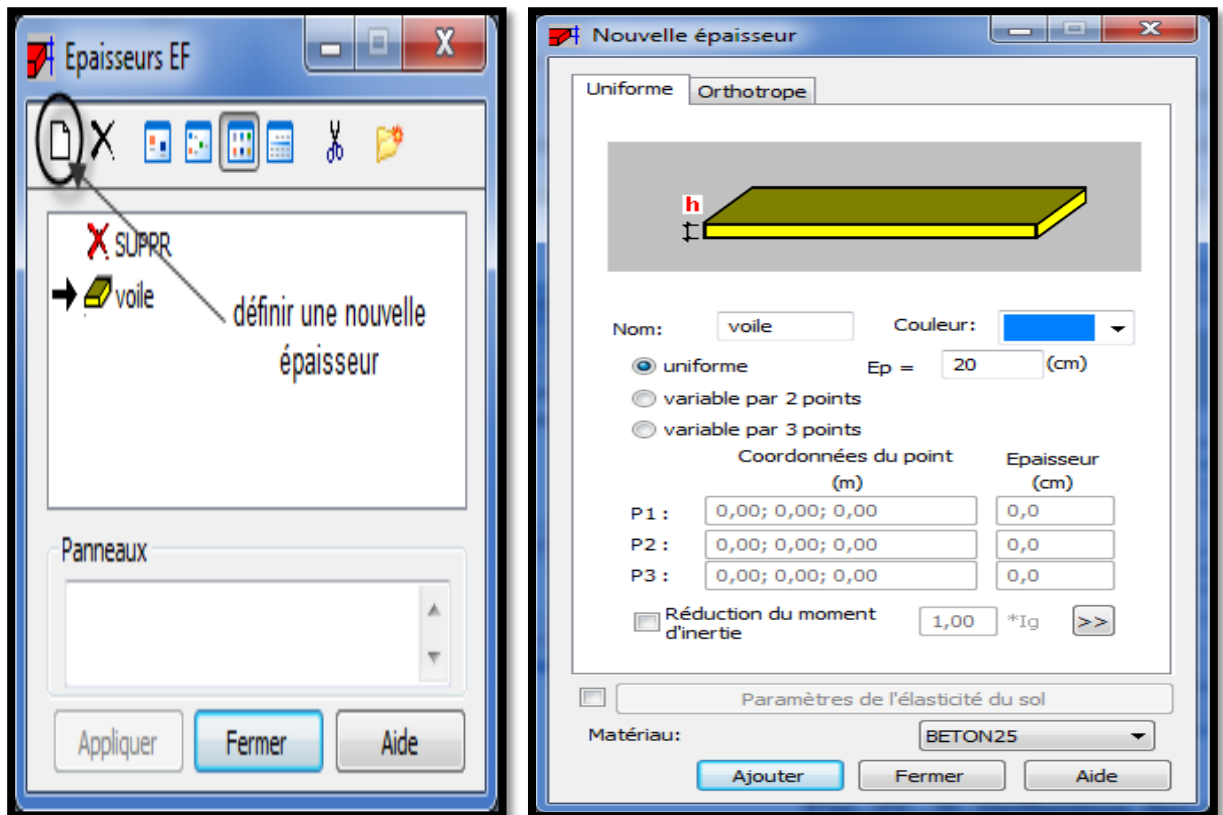 Epaisseurs EF
SUPPR
voile
définir une nouvelle
épaisseur
Panneaux
Appliquer
Fermer
Aide
Nouvelle épaisseur
Uniforme
Orthotrope
h
Nom:
voile
Couleur:
uniforme
Ep =
20
(cm)
variable par 2 points
variable par 3 points
Coordonnées du point
Epaisseur
(m)
(cm)
P1 :
0,00; 0,00; 0,00
0,0
P2 :
0,00; 0,00; 0,00
0,0
P3 :
0,00; 0,00; 0,00
0,0
Réduction du moment
d'inertie
1,00
*Ig
>>
Paramètres de l'élasticité du sol
Matériau:
BETON25
Ajouter
Fermer
Aide